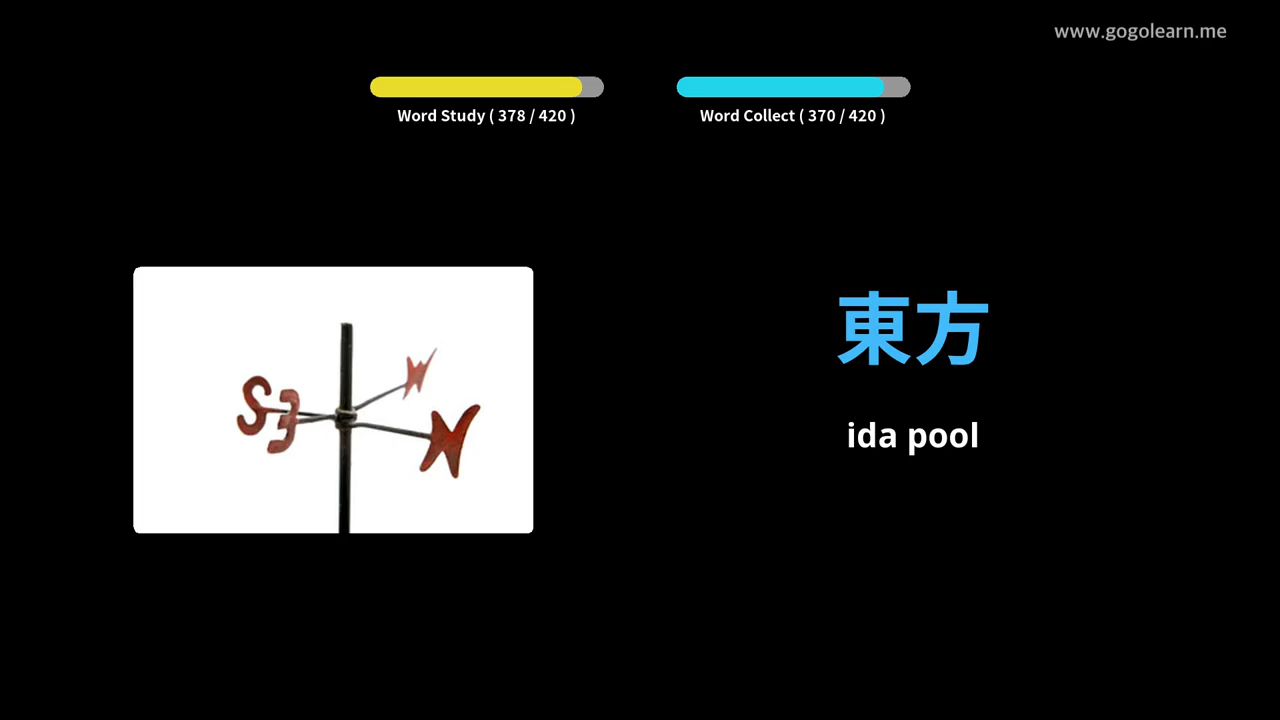 www.gogolearn.me
Word Study ( 378 / 420 )
Word Collect ( 370 / 420 )
東方
ida pool
S E N